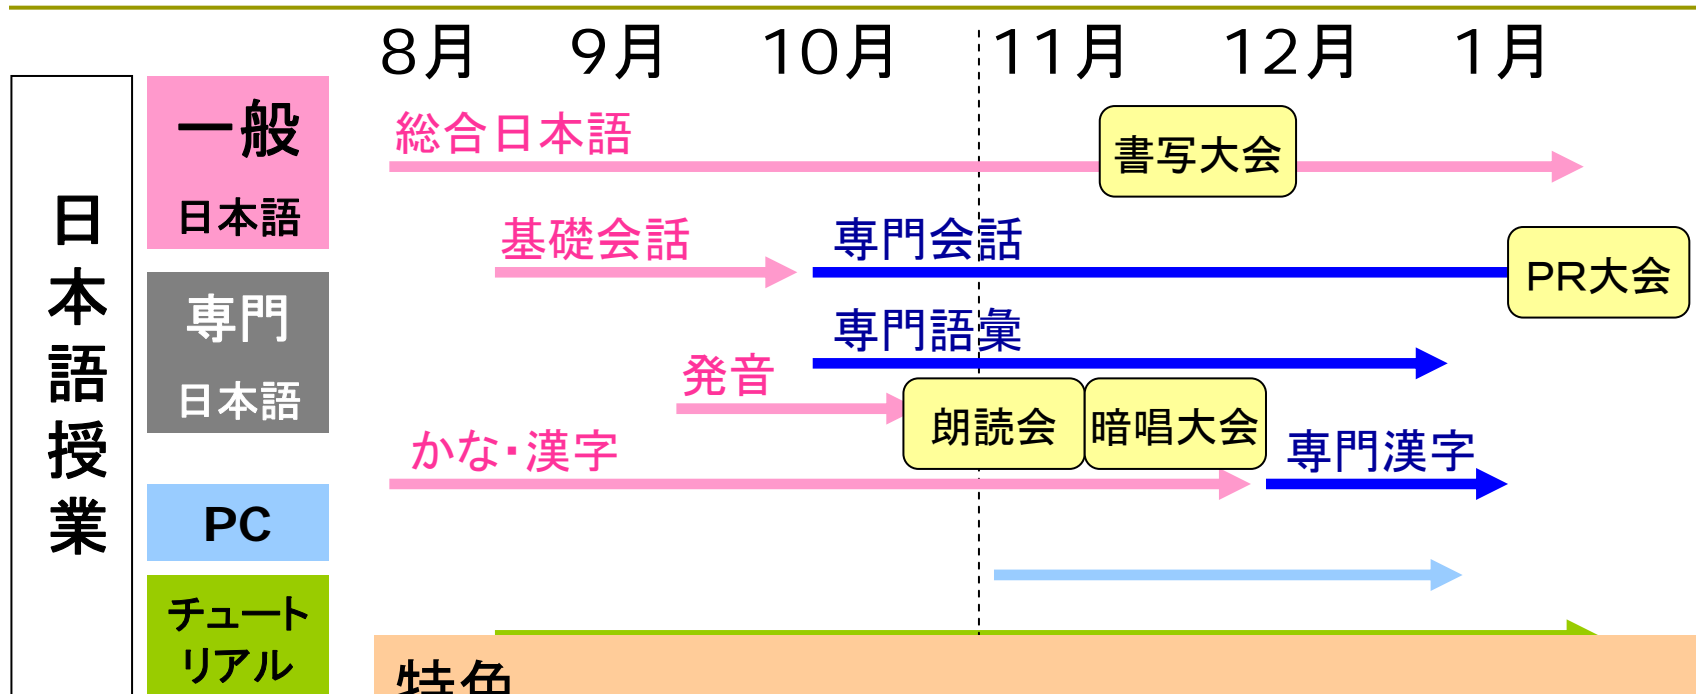 8月 9月 10月 11月 12月 1月
日本語授業
一般
日本語
総合日本語
書写大会
基礎会話
専門会話
PR大会
専門
日本語
専門語彙
発音
朗読会
暗唱大会
かな・漢字
専門漢字
PC
チュート
リアル
特色